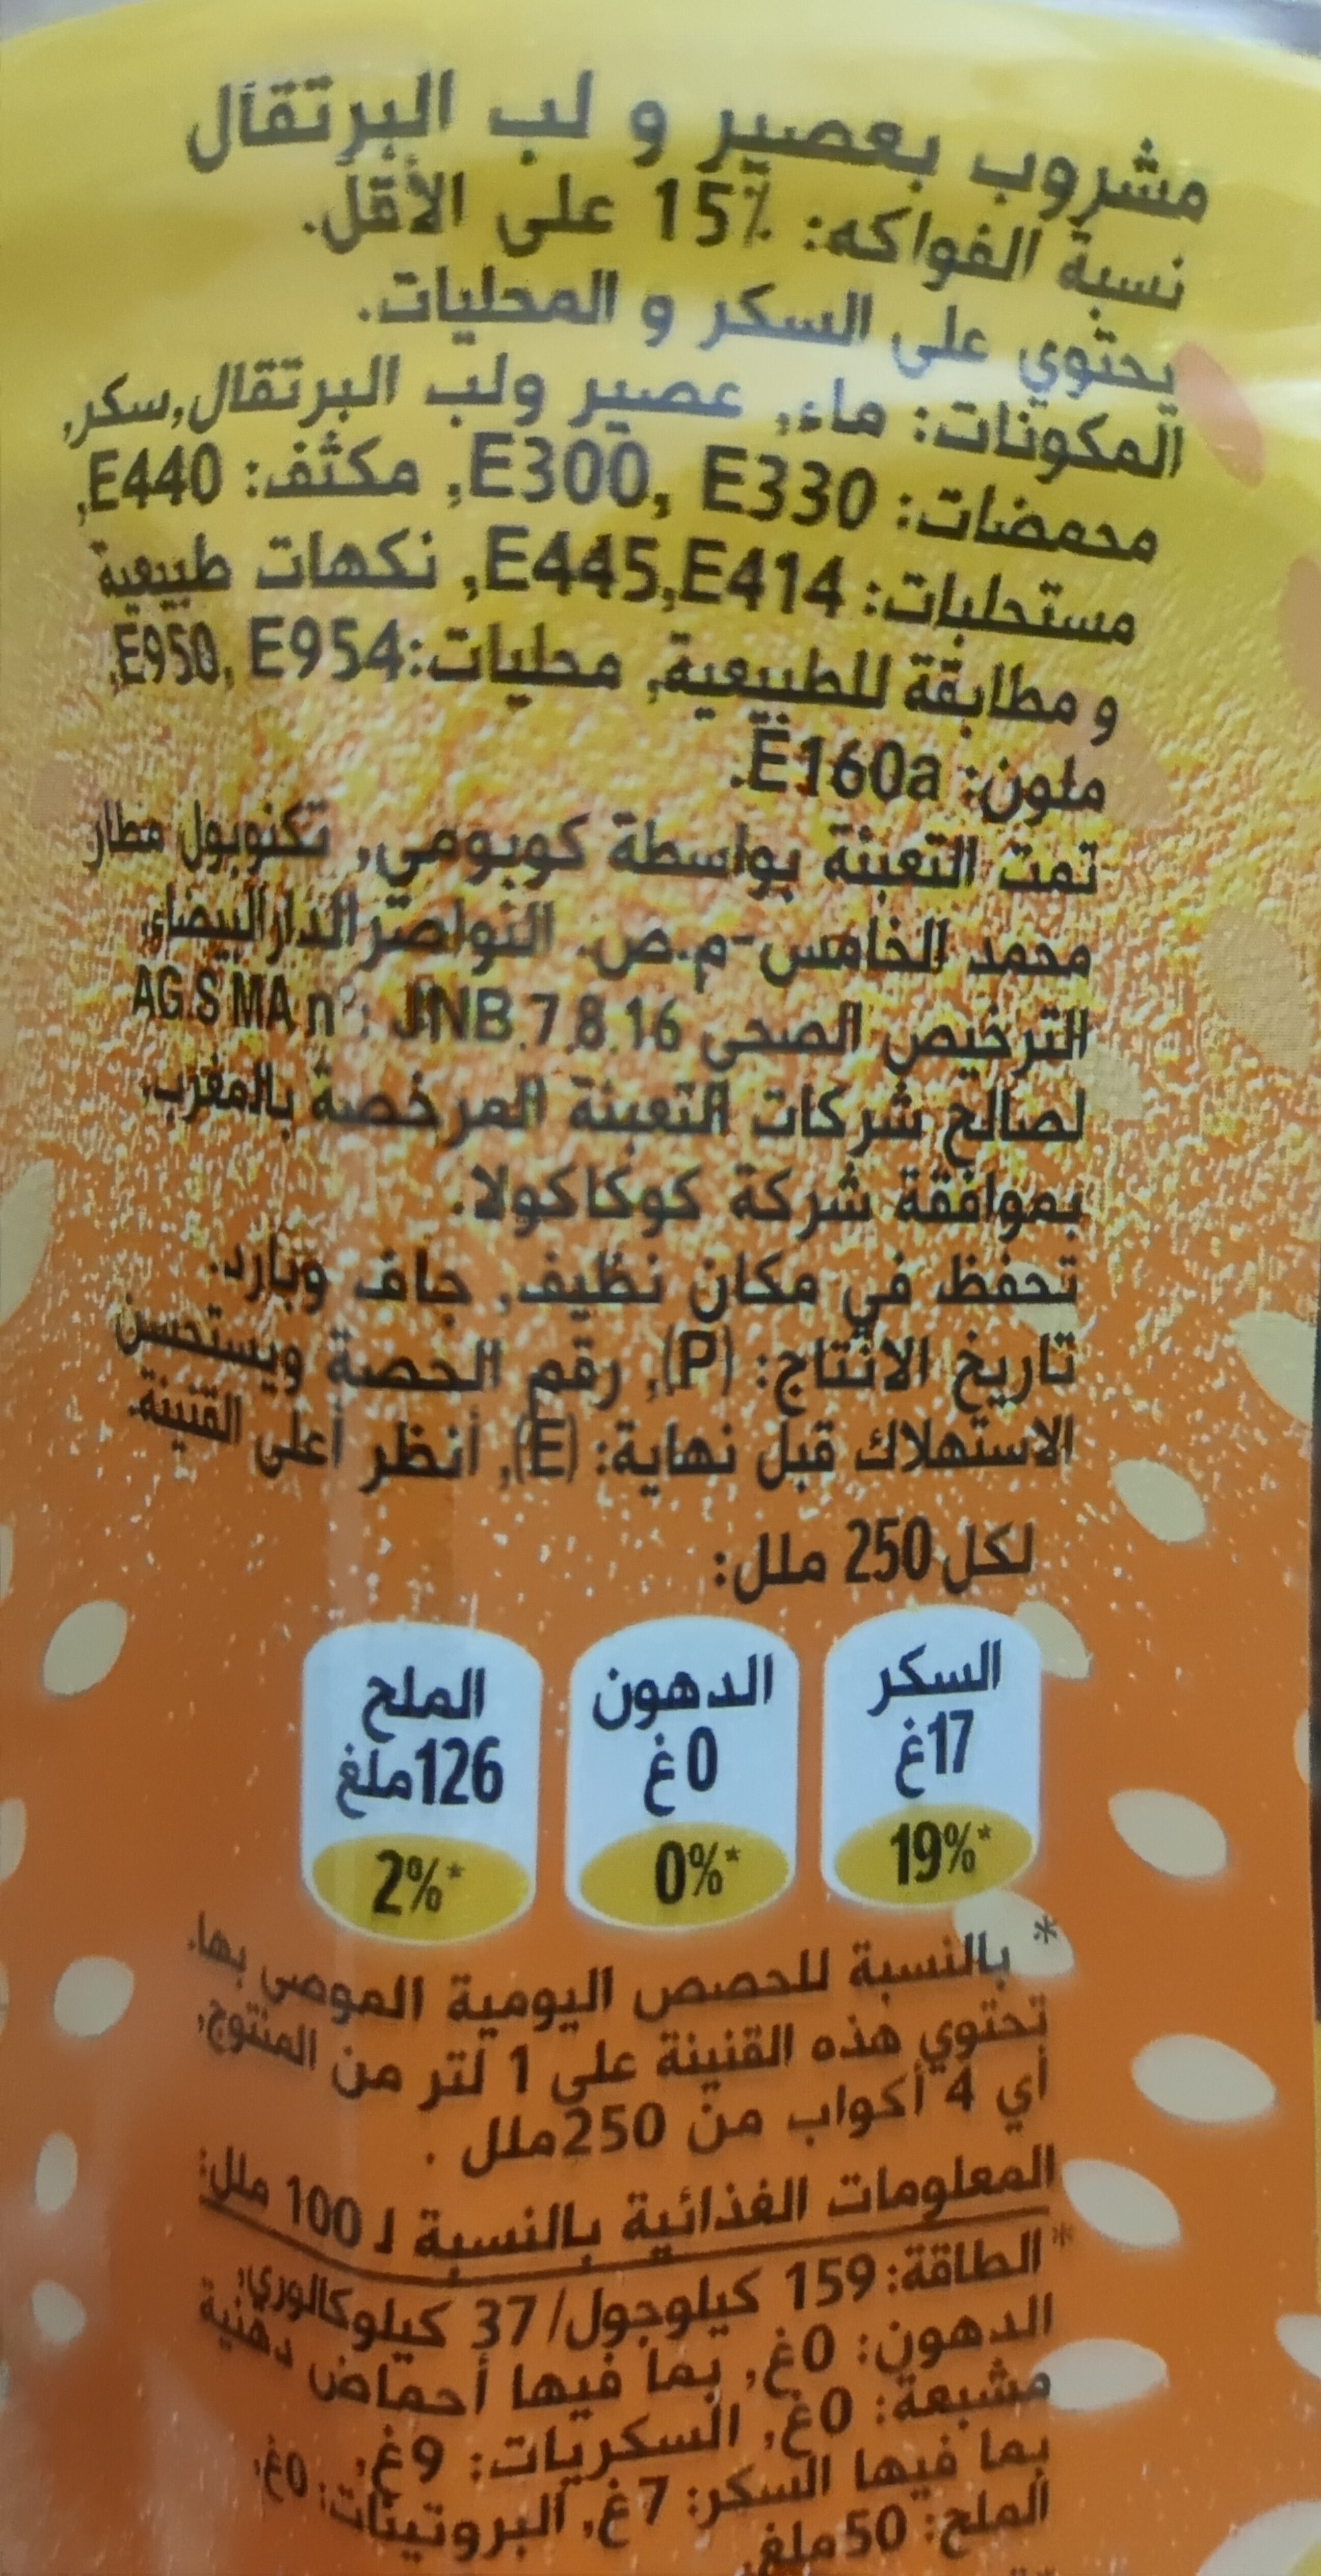 مشروب بعصير و لب البرتقال
نسبة الفواكه: 15% على الأقل.
يحتوي على السكر و المحليات.
المكونات: ماء, عصير ولب البرتقال,سكر,
محمضات: E300, E330, مكثف: E440,
مستحلبات: E445,E414, نكهات طبيعية
و مطابقة للطبيعية, محليات:E950, E954,
ملون: E160a.
تمت التعبئة بواسطة كوبومي, تكنوبول مطار
محمد الخامس-م.ص. النواصر الدار البيضاء.
الترخيص الصحي AG.S MA n°: JNB.7.8.16
لصالح شركات التعبئة المرخصة بالمغرب,
بموافقة شركة كوكاكولا.
تحفظ في مكان نظيف, جاف وبارد.
تاريخ الانتاج: (P), رقم الحصة ويستحسن
الاستهلاك قبل نهاية: (E), أنظر أعلى القنينة.
لكل 250 ملل:
السكر الدهون الملح
17غ 0غ 126ملغ
19%* 0%* 2%*
* بالنسبة للحصص اليومية الموصى بها.
تحتوي هذه القنينة على 1 لتر من المنتوج,
أي 4 أكواب من 250ملل .
المعلومات الغذائية بالنسبة ل 100 ملل:
*الطاقة: 159 كيلوجول/37 كيلوكالوري,
الدهون: 0غ, بما فيها أحماض دهنية
مشبعة: 0غ, السكريات: 9غ,
بما فيها السكر: 7غ, البروتينات: 0غ,
الملح: 50ملغ.